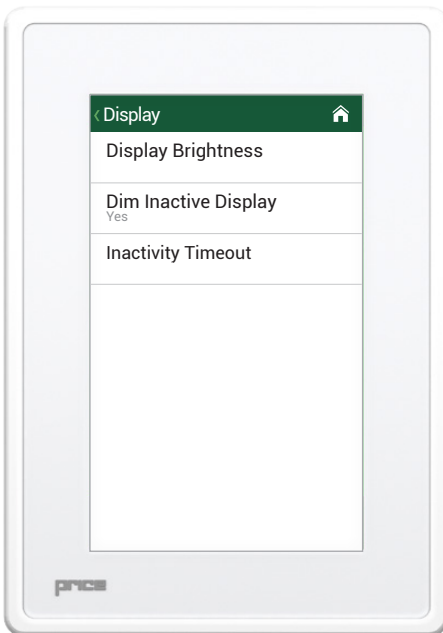 Display
Display Brightness
Dim Inactive Display
Yes
Inactivity Timeout
price